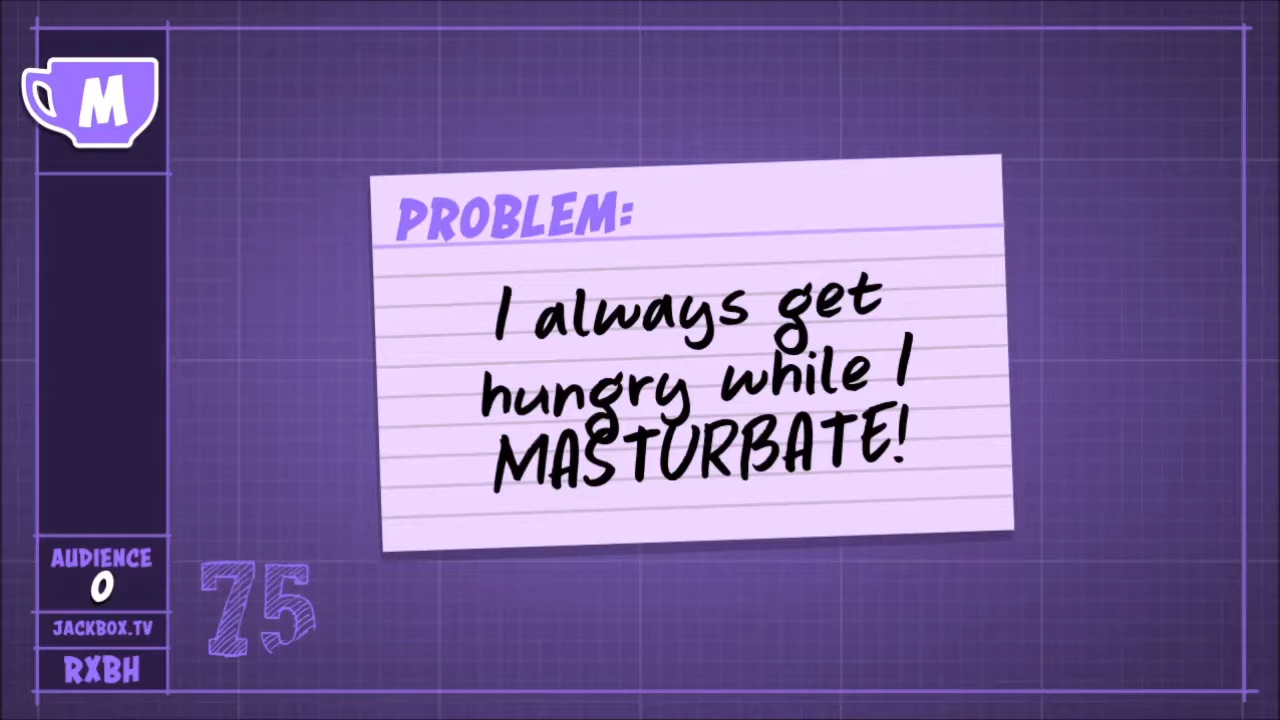 M
PROBLEM:
I always get
hungry while I
MASTURBATE!
AUDIENCE
0
JACKBOX.TV
RXBH
75